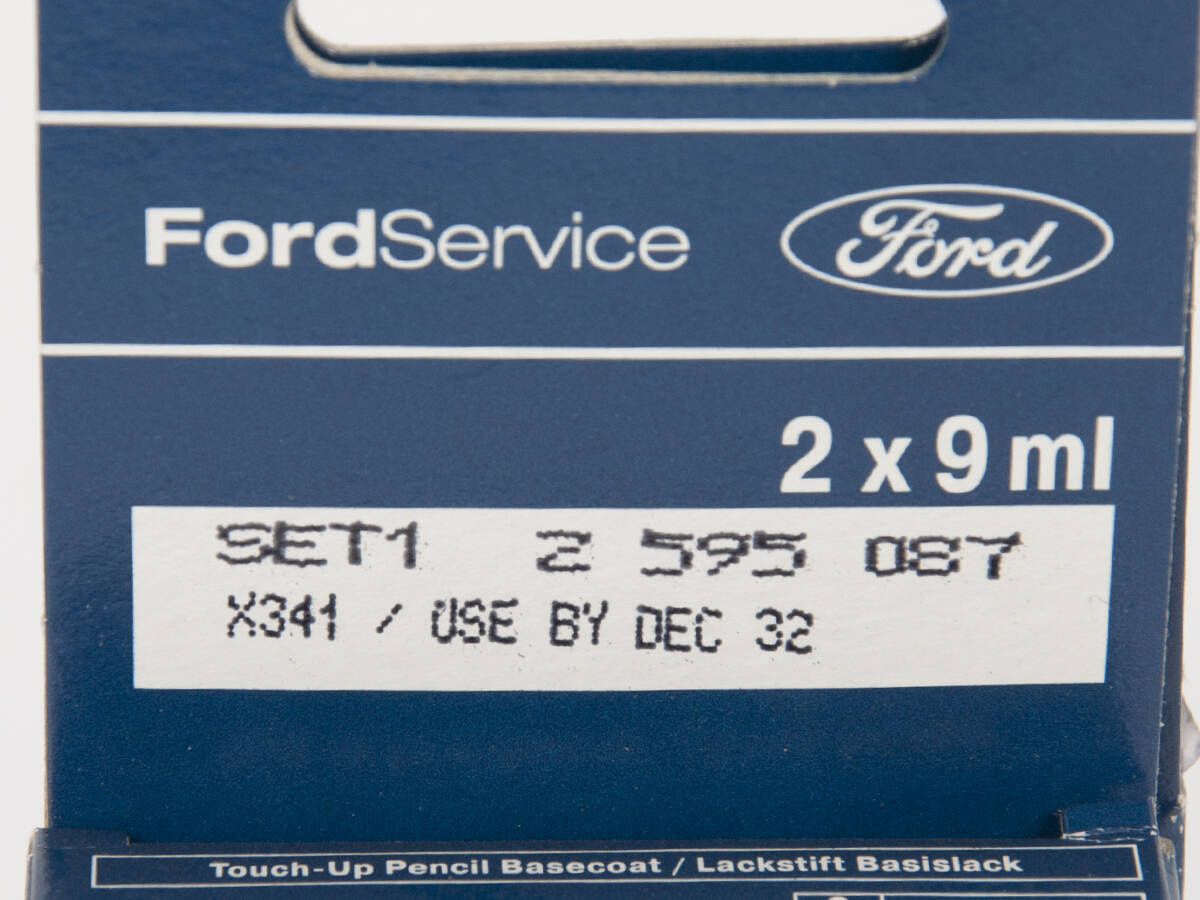 FordService Ford
2 x 9 ml
SET1 2 595 087
X341 / USE BY DEC 32
Touch-Up Pencil Basecoat / Lackstift Basislack